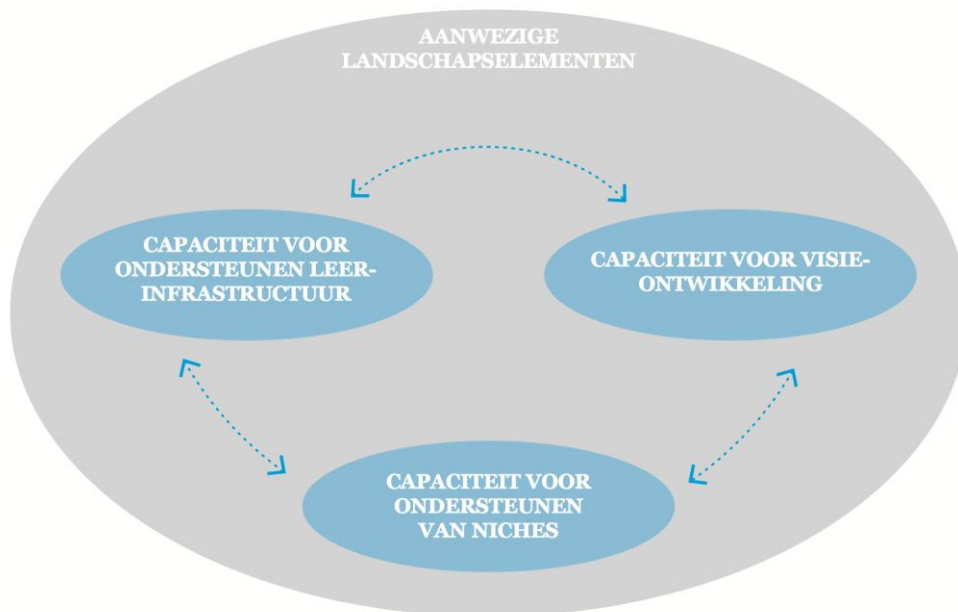 AANWEZIGE
LANDSCHAPSELEMENTEN
CAPACITEIT VOOR
ONDERSTEUNEN LEER-
INFRASTRUCTUUR
CAPACITEIT VOOR VISIE-
ONTWIKKELING
CAPACITEIT VOOR
ONDERSTEUNEN
VAN NICHES